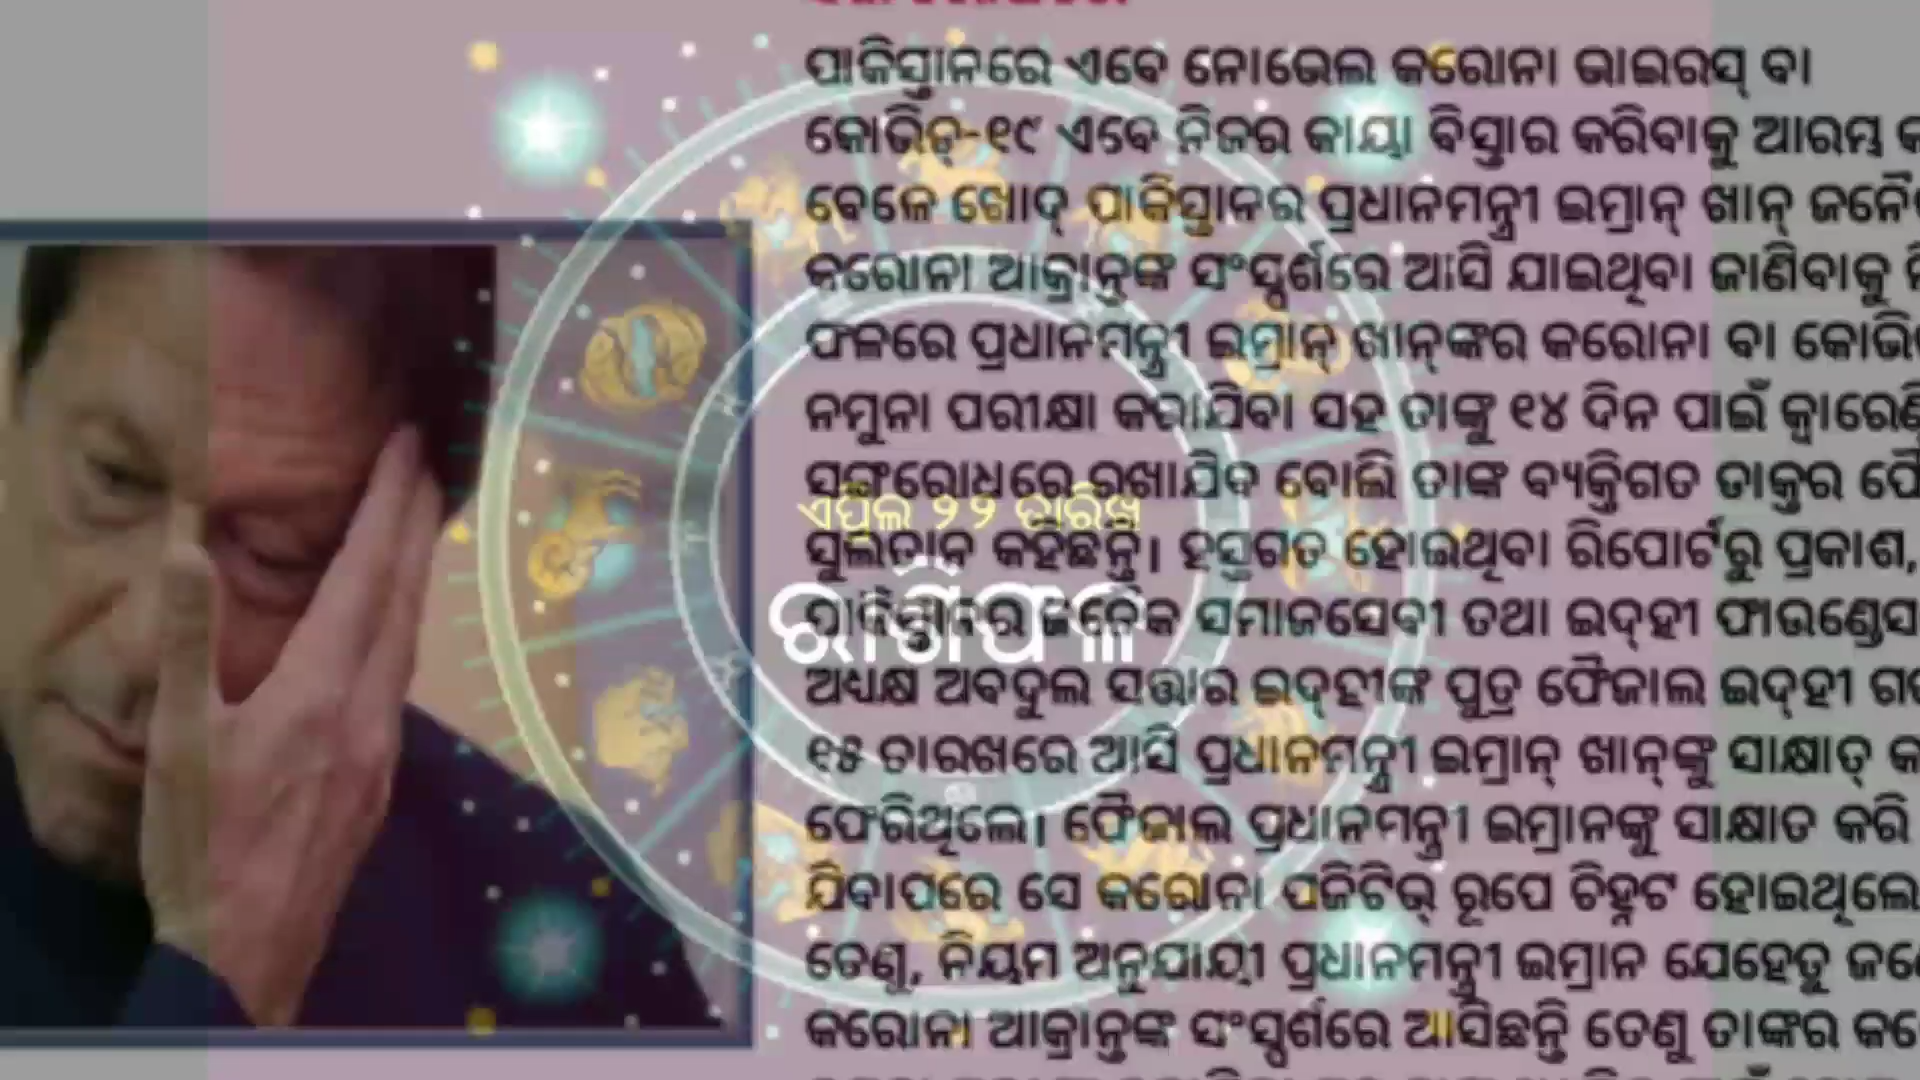 ପାକିସ୍ତାନରେ ଏବେ ନୋଭେଲ କରୋନା ଭାଇରସ୍ ବା
କୋଭିଡ୍-୧୯ ଏବେ ନିଜର କାୟା ବିସ୍ତାର କରିବାକୁ ଆରମ୍ଭ
ବେଳେ ଖୋଦ୍ ପାକିସ୍ତାନର ପ୍ରଧାନମନ୍ତ୍ରୀ ଇମ୍ରାନ୍ ଖାନ୍
କରୋନା ଆକ୍ରାନ୍ତଙ୍କ ସଂସ୍ପର୍ଶରେ ଆସି ଯାଇଥିବା ଜାଣିବାକୁ
ଫଳରେ ପ୍ରଧାନମନ୍ତ୍ରୀ ଇମ୍ରାନ୍ ଖାନ୍‌ଙ୍କର କରୋନା ବା
ନମୁନା ପରୀକ୍ଷା କରାଯିବା ସହ ତାଙ୍କୁ ୧୪ ଦିନ ପାଇଁ
ସଙ୍ଗରୋଧରେ ରଖାଯିବ ବୋଲି ତାଙ୍କ ବ୍ୟକ୍ତିଗତ ଡାକ୍ତର
ଏପ୍ରିଲ ୨୨ ତାରିଖ
ସୁଲତାନ କହିଛନ୍ତି। ହସ୍ତଗତ ହୋଇଥିବା ରିପୋର୍ଟରୁ ପ୍ରକାଶ,
ରାଶିଫଳ
ପାକିସ୍ତାନର ଜନୈକ ସମାଜସେବୀ ତଥା ଇଦ୍‌ହୀ
ଅଧ୍ୟକ୍ଷ ଅବଦୁଲ ସତ୍ତାର ଇଦ୍‌ହୀଙ୍କ ପୁତ୍ର ଫୈଜାଲ ଇଦ୍‌ହୀ
୧୫ ତାରଖରେ ଆସି ପ୍ରଧାନମନ୍ତ୍ରୀ ଇମ୍ରାନ୍ ଖାନ୍‌ଙ୍କୁ ସାକ୍ଷାତ୍
ଫେରିଥିଲେ। ଫୈଜାଲ ପ୍ରଧାନମନ୍ତ୍ରୀ ଇମ୍ରାନଙ୍କୁ ସାକ୍ଷାତ କରି
ଯିବାପରେ ସେ କରୋନା ପଜିଟିଭ୍ ରୂପେ ଚିହ୍ନଟ ହୋଇଥିଲେ
ତେଣୁ, ନିୟମ ଅନୁଯାୟୀ ପ୍ରଧାନମନ୍ତ୍ରୀ ଇମ୍ରାନ ଯେହେତୁ
କରୋନା ଆକ୍ରାନ୍ତଙ୍କ ସଂସ୍ପର୍ଶରେ ଆସିଛନ୍ତି ତେଣୁ ତାଙ୍କର